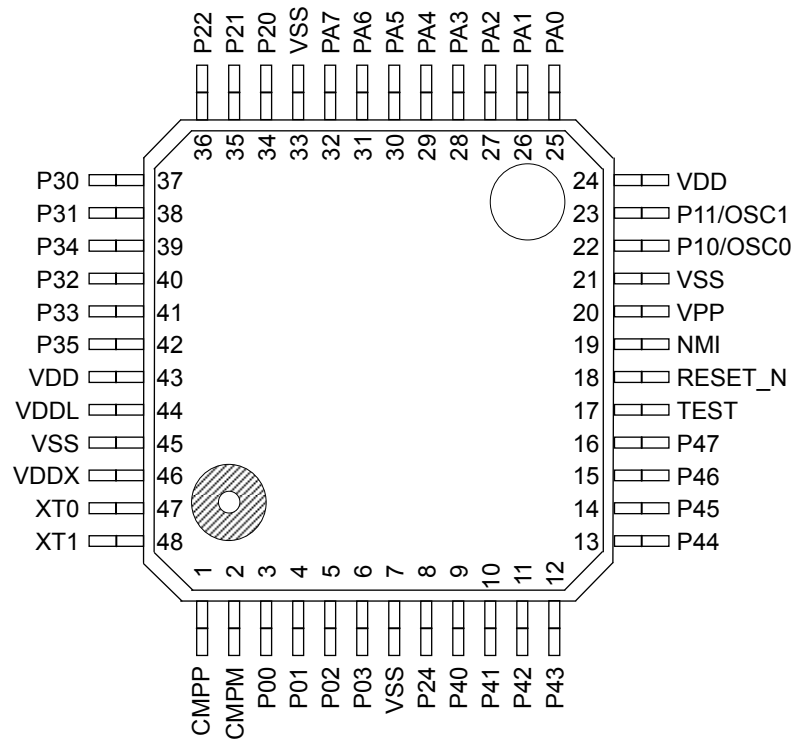 P22 P21 P20 VSS PA7 PA6 PA5 PA4 PA3 PA2 PA1 PA0
36 35 34 33 32 31 30 29 28 27 26 25
P30 37 24 VDD
P31 38 23 P11/OSC1
P34 39 22 P10/OSC0
P32 40 21 VSS
P33 41 20 VPP
P35 42 19 NMI
VDD 43 18 RESET_N
VDDL 44 17 TEST
VSS 45 16 P47
VDDX 46 15 P46
XT0 47 14 P45
XT1 48 13 P44
1 2 3 4 5 6 7 8 9 10 11 12
CMPP CMPM P00 P01 P02 P03 VSS P24 P40 P41 P42 P43